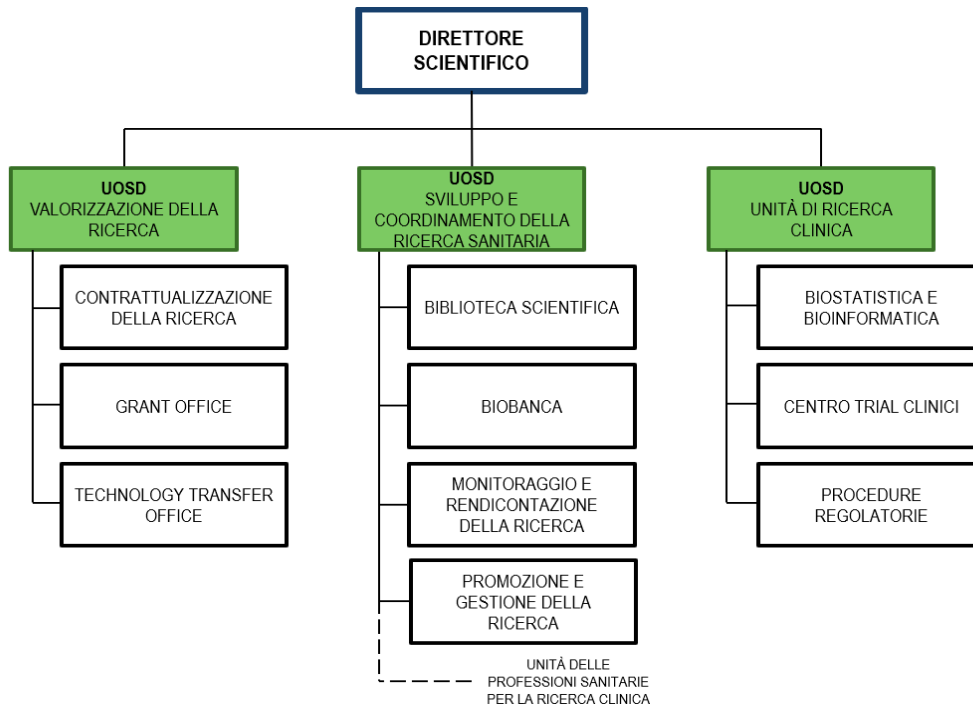 DIRETTORE
SCIENTIFICO
UOSD
VALORIZZAZIONE DELLA
RICERCA
CONTRATTUALIZZAZIONE
DELLA RICERCA
GRANT OFFICE
TECHNOLOGY TRANSFER
OFFICE
UOSD
SVILUPPO E
COORDINAMENTO DELLA
RICERCA SANITARIA
BIBLIOTECA SCIENTIFICA
BIOBANCA
MONITORAGGIO E
RENDICONTAZIONE
DELLA RICERCA
PROMOZIONE E
GESTIONE DELLA
RICERCA
UNITÀ DELLE
PROFESSIONI SANITARIE
PER LA RICERCA CLINICA
UOSD
UNITÀ DI RICERCA
CLINICA
BIOSTATISTICA E
BIOINFORMATICA
CENTRO TRIAL CLINICI
PROCEDURE
REGOLATORIE